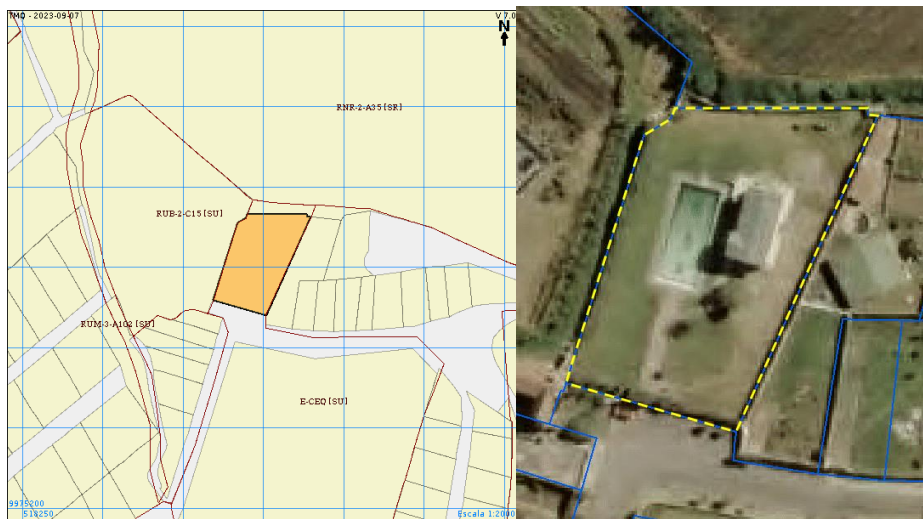 TMQ - 2023-09-07
V 7.0
N
RNR-2-A35 [SR]
RUB-2-C15 [SU]
RUM-3-A102 [SU]
E-CEQ [SU]
9975200
518250
Escala 1:2000